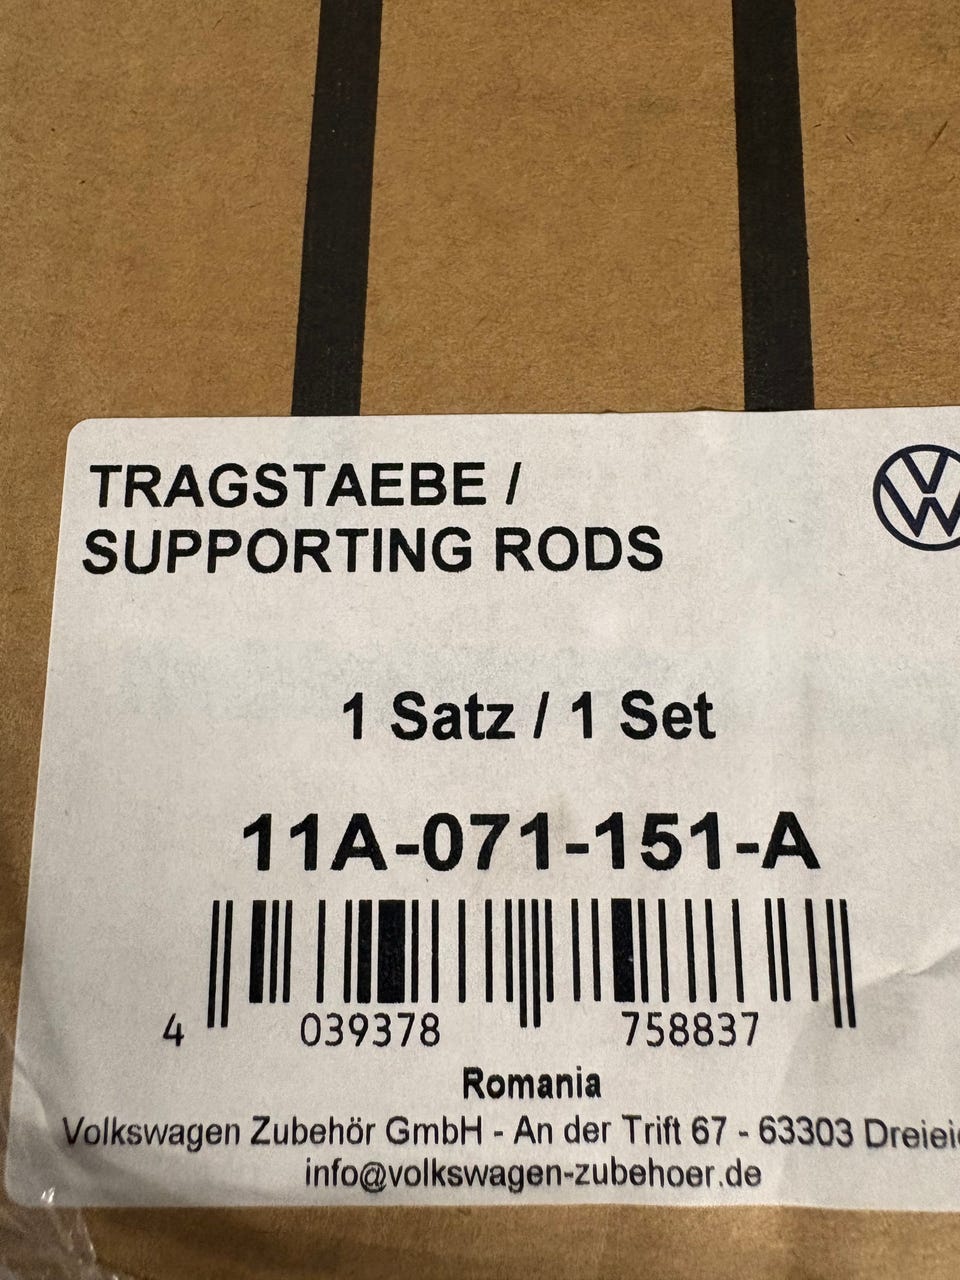 TRAGSTAEBE /
SUPPORTING RODS
1 Satz / 1 Set
11A-071-151-A
4 039378 758837
Romania
Volkswagen Zubehör GmbH - An der Trift 67 - 63303
info@volkswagen-zubehoer.de